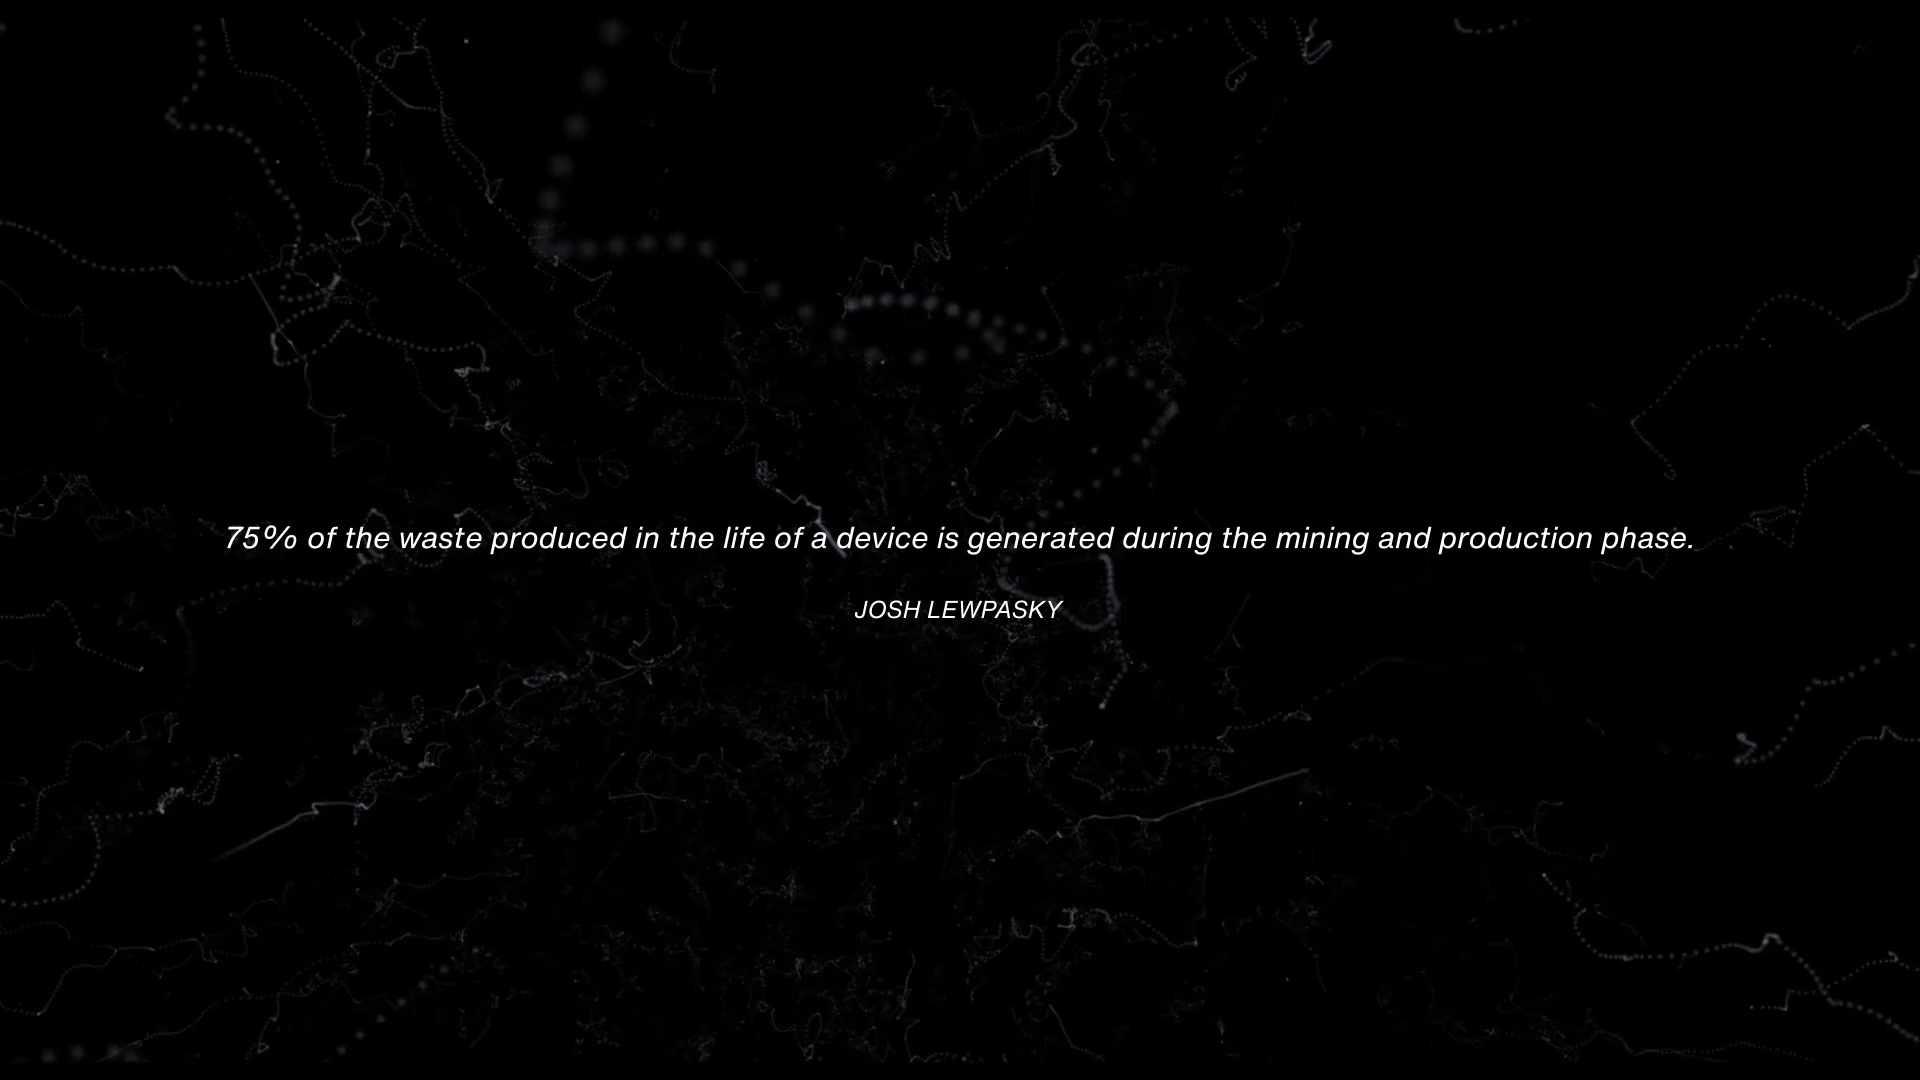 75% of the waste produced in the life of a device is generated during the mining and production phase.
JOSH LEWPASKY